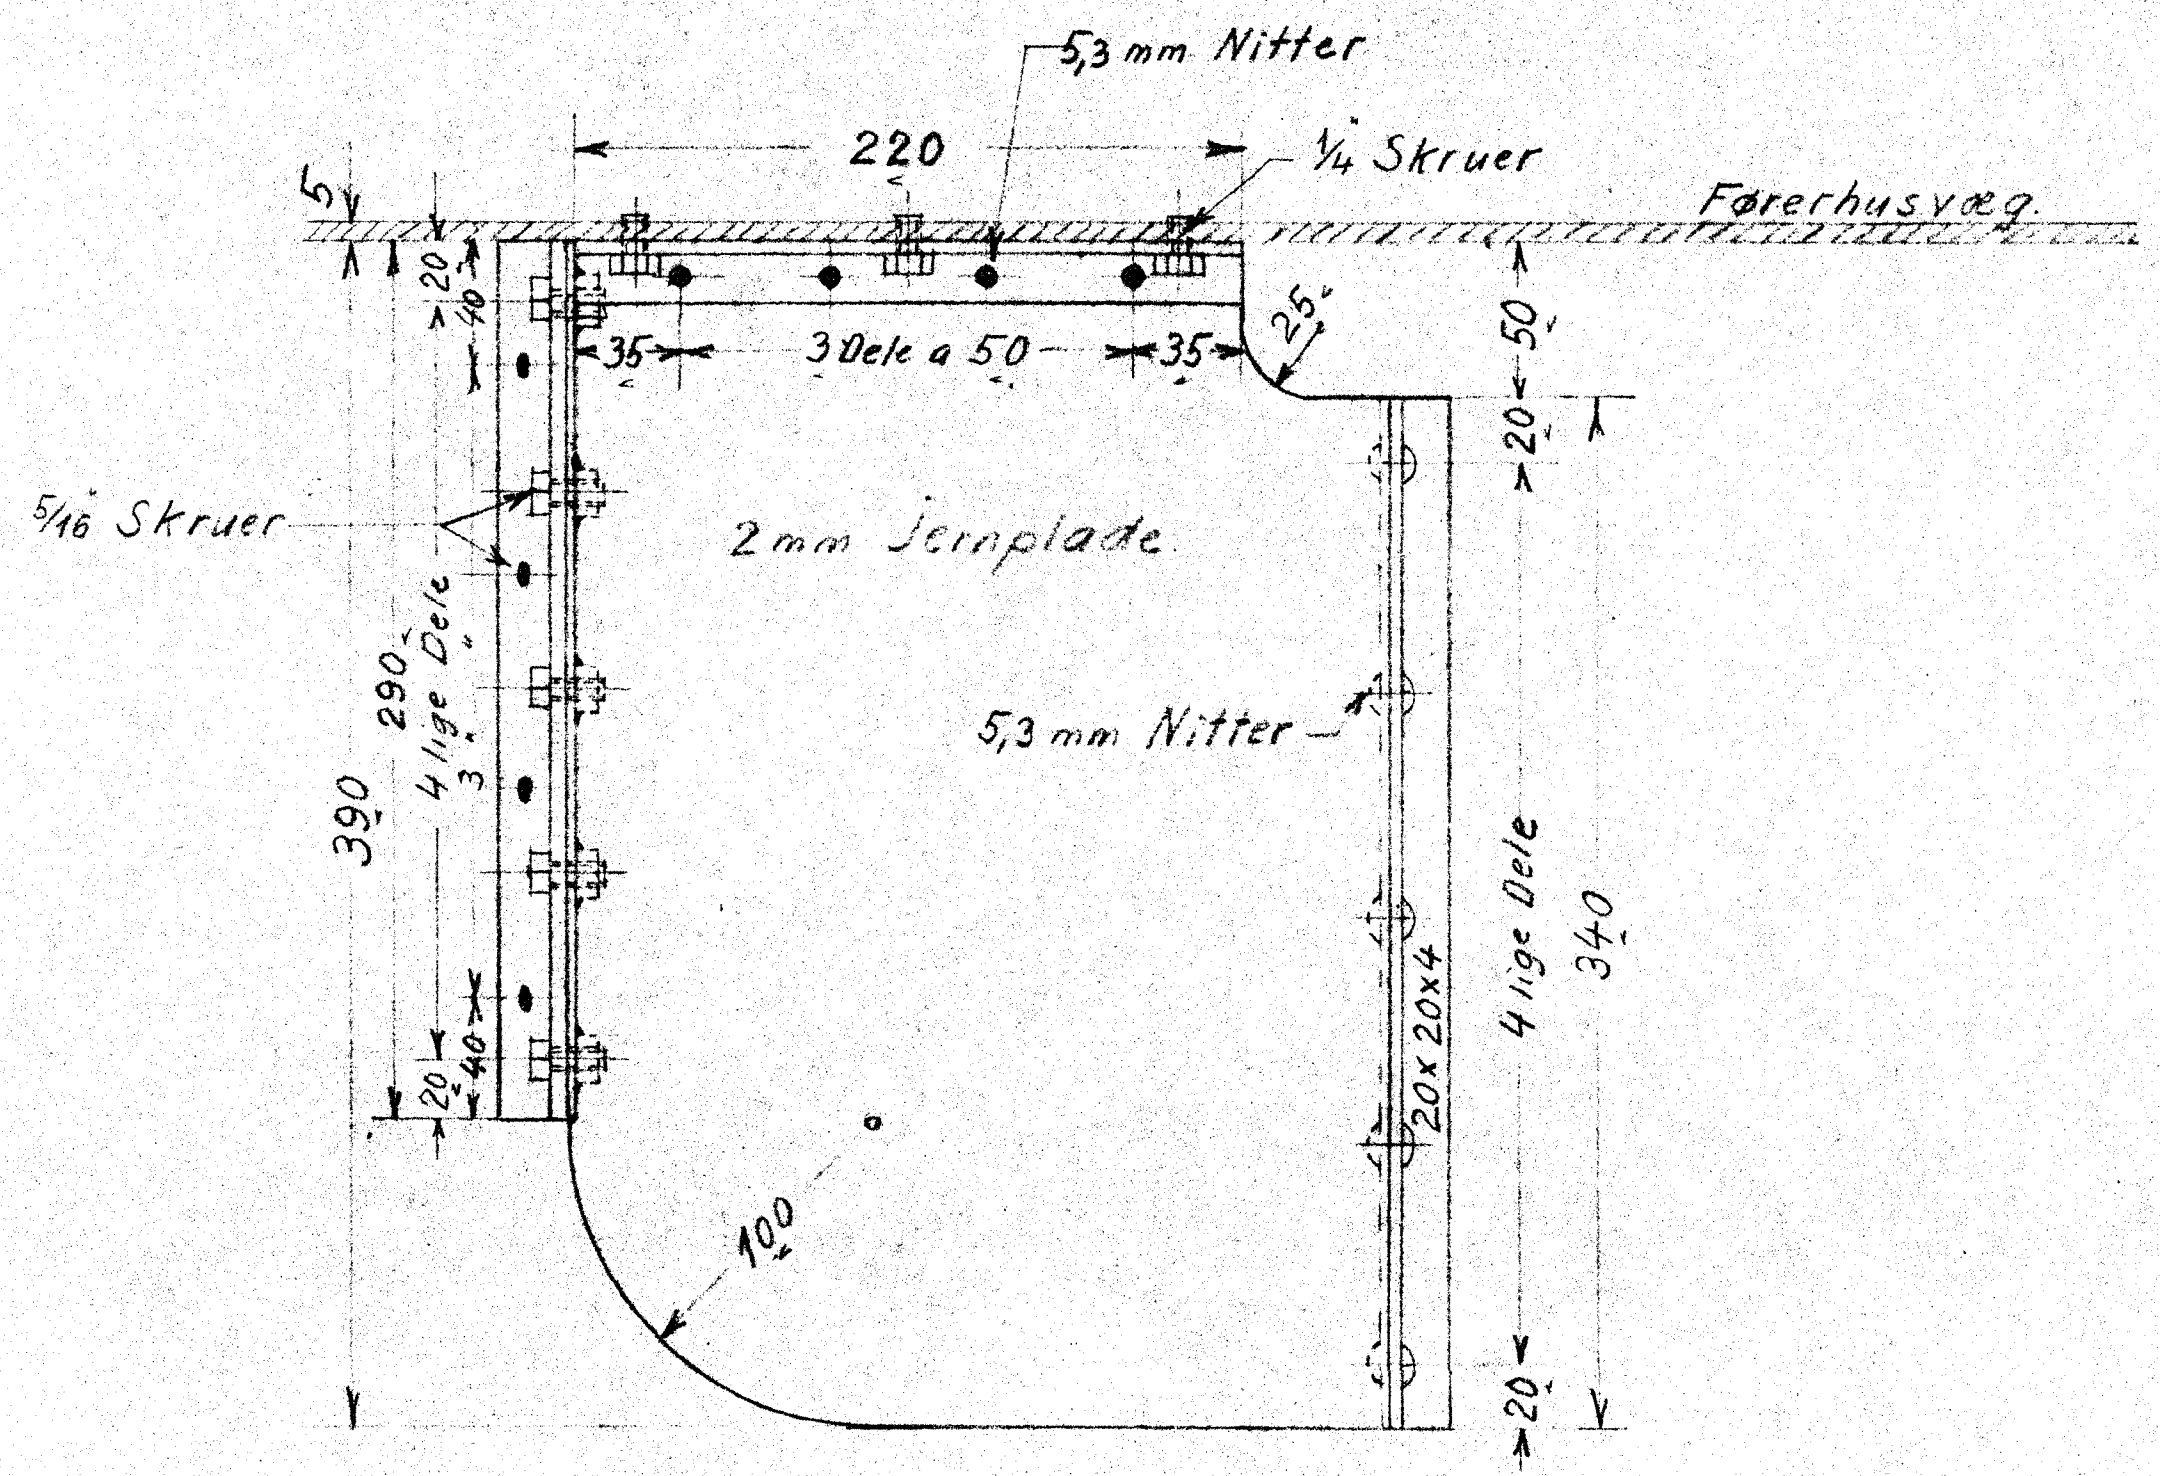 5,3 mm Nitter
220
1/4" Skruer
5
Førerhusvæg.
20
40
25
50
35
3 Dele a 50
35
20
5/16" Skruer
2 mm Jernplade.
290
4 lige Dele
3 " "
5,3 mm Nitter
390
4 lige Dele
340
20x20x4
40
20
100
20